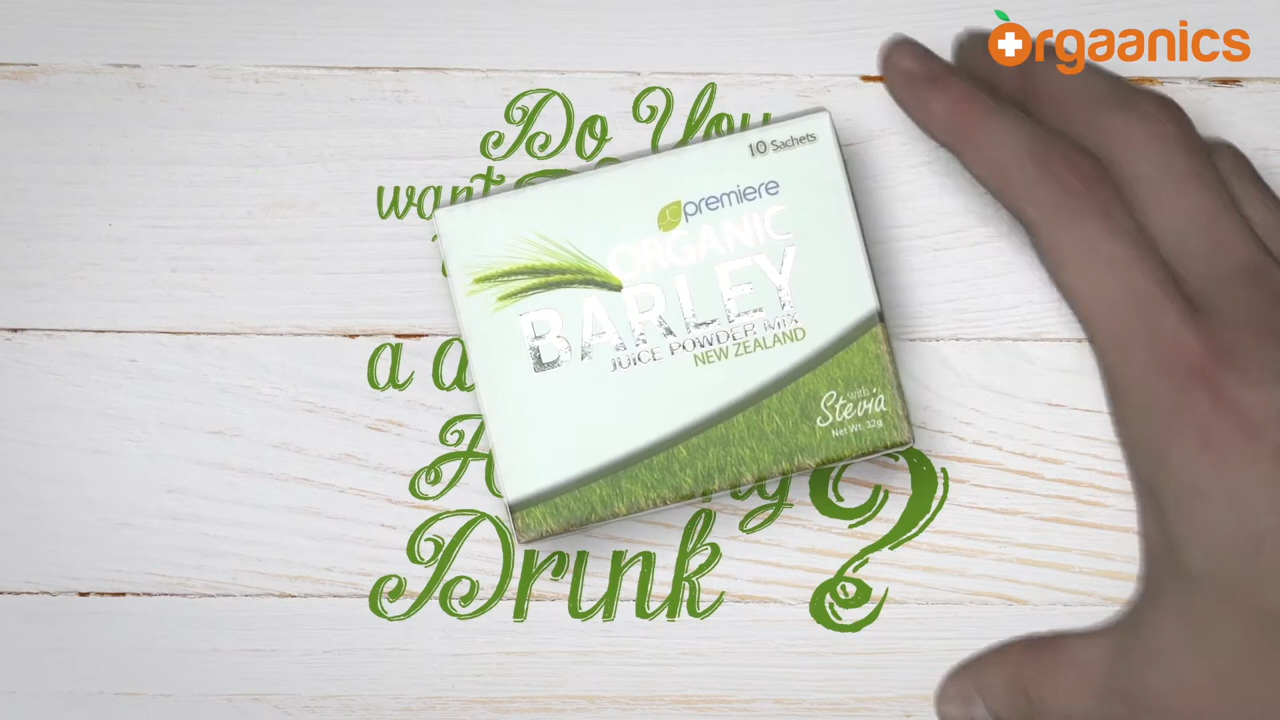 Orgaanics
Do You
want
10 Sachets
JC premiere
ORGANIC
BARLEY
JUICE POWDER MIX
NEW ZEALAND
a
with
Stevia
Net Wt. 32g
Drink ?